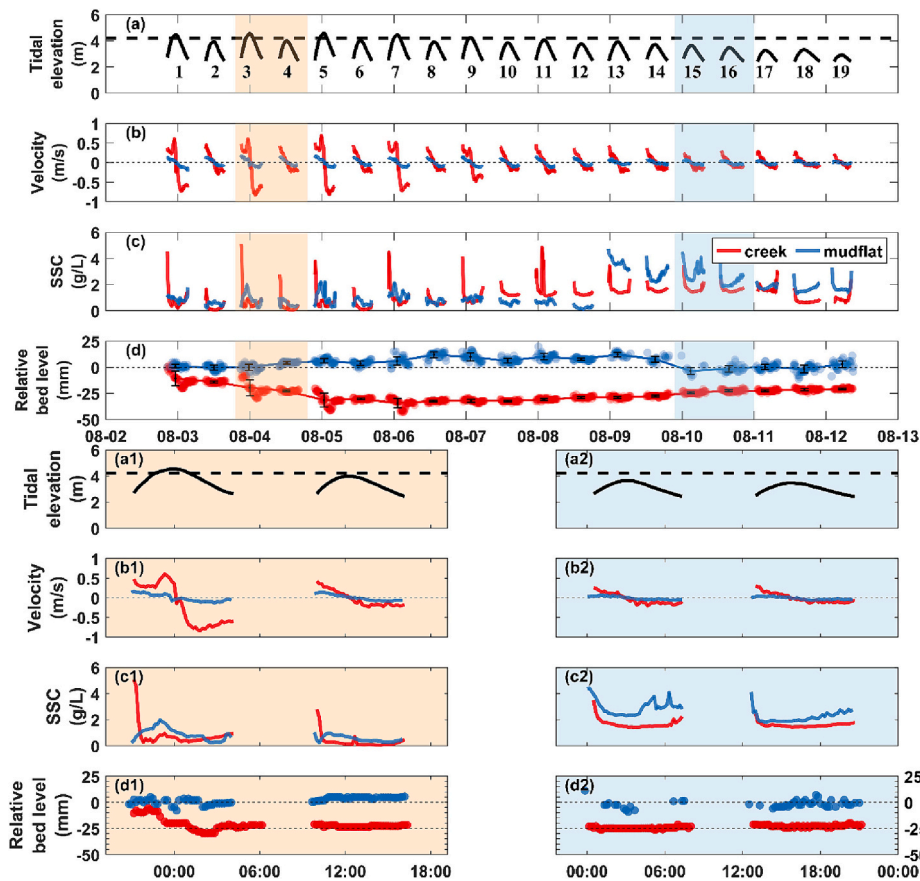 (a)
Tidal
elevation
(m)
6
4
2
0
1 2 3 4 5 6 7 8 9 10 11 12 13 14 15 16 17 18 19
(b)
Velocity
(m/s)
1
0.5
0
-0.5
-1
(c)
SSC
(g/L)
6
4
2
0
creek mudflat
(d)
Relative
bed level
(mm)
25
0
-25
-50
08-02 08-03 08-04 08-05 08-06 08-07 08-08 08-09 08-10 08-11 08-12 08-13
(a1)
Tidal
elevation
(m)
6
4
2
0
(a2)
(b1)
Velocity
(m/s)
1
0.5
0
-0.5
-1
(b2)
(c1)
SSC
(g/L)
6
4
2
0
(c2)
(d1)
Relative
bed level
(mm)
25
0
-25
-50
(d2)
25
0
-25
-50
00:00 06:00 12:00 18:00 00:00 06:00 12:00 18:00 00:00